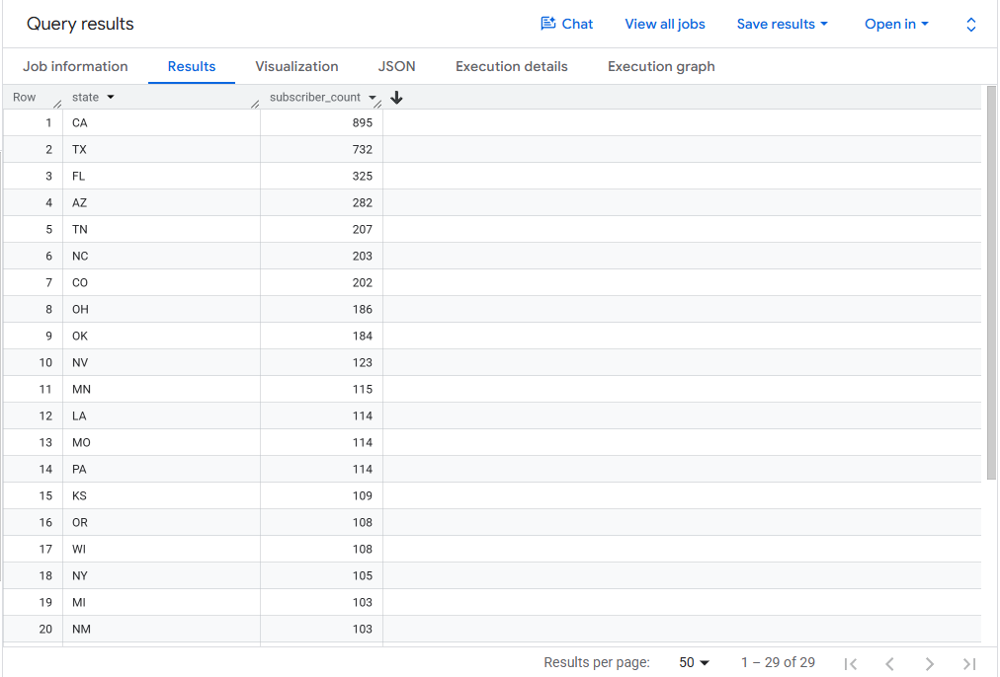 Query results Chat View all jobs Save results Open in
Job information Results Visualization JSON Execution details Execution graph
Row state subscriber_count
1 CA 895
2 TX 732
3 FL 325
4 AZ 282
5 TN 207
6 NC 203
7 CO 202
8 OH 186
9 OK 184
10 NV 123
11 MN 115
12 LA 114
13 MO 114
14 PA 114
15 KS 109
16 OR 108
17 WI 108
18 NY 105
19 MI 103
20 NM 103
Results per page: 50 1 – 29 of 29